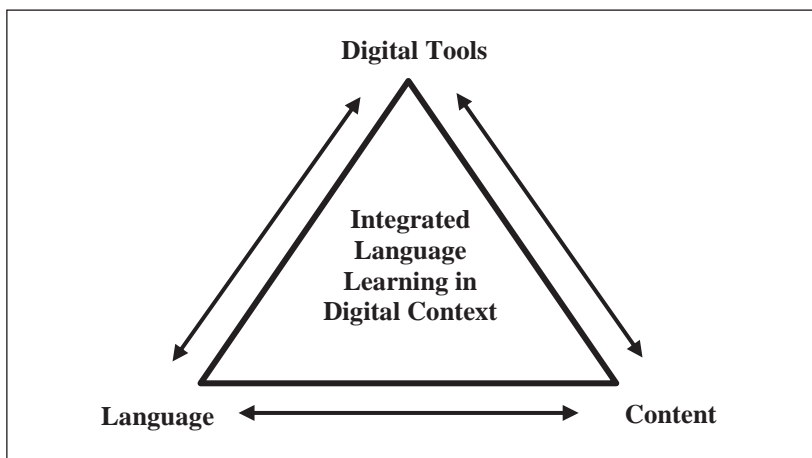 Digital Tools
Integrated
Language
Learning in
Digital Context
Language
Content